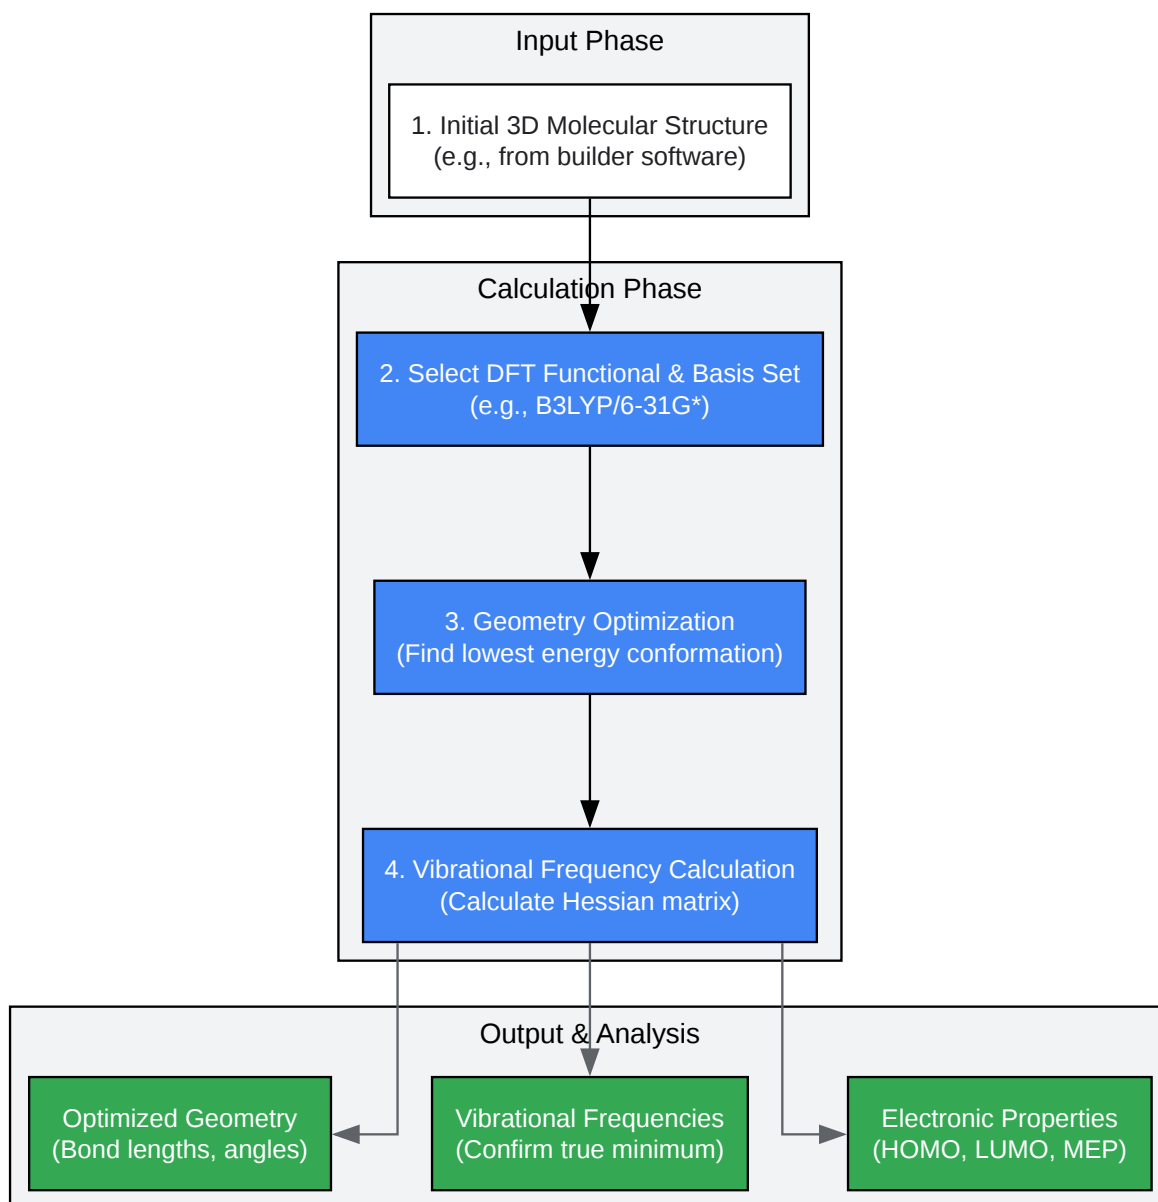 Input Phase
1. Initial 3D Molecular Structure
(e.g., from builder software)
Calculation Phase
2. Select DFT Functional & Basis Set
(e.g., B3LYP/6-31G*)
3. Geometry Optimization
(Find lowest energy conformation)
4. Vibrational Frequency Calculation
(Calculate Hessian matrix)
Output & Analysis
Optimized Geometry
(Bond lengths, angles)
Vibrational Frequencies
(Confirm true minimum)
Electronic Properties
(HOMO, LUMO, MEP)